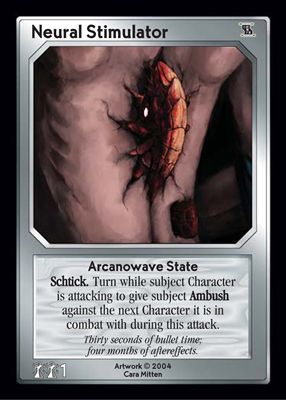 Neural Stimulator
Arcanowave State
Schtick. Turn while subject Character
is attacking to give subject Ambush
against the next Character it is in
combat with during this attack.
Thirty seconds of bullet time;
four months of aftereffects.
1
Artwork © 2004
Cara Mitten